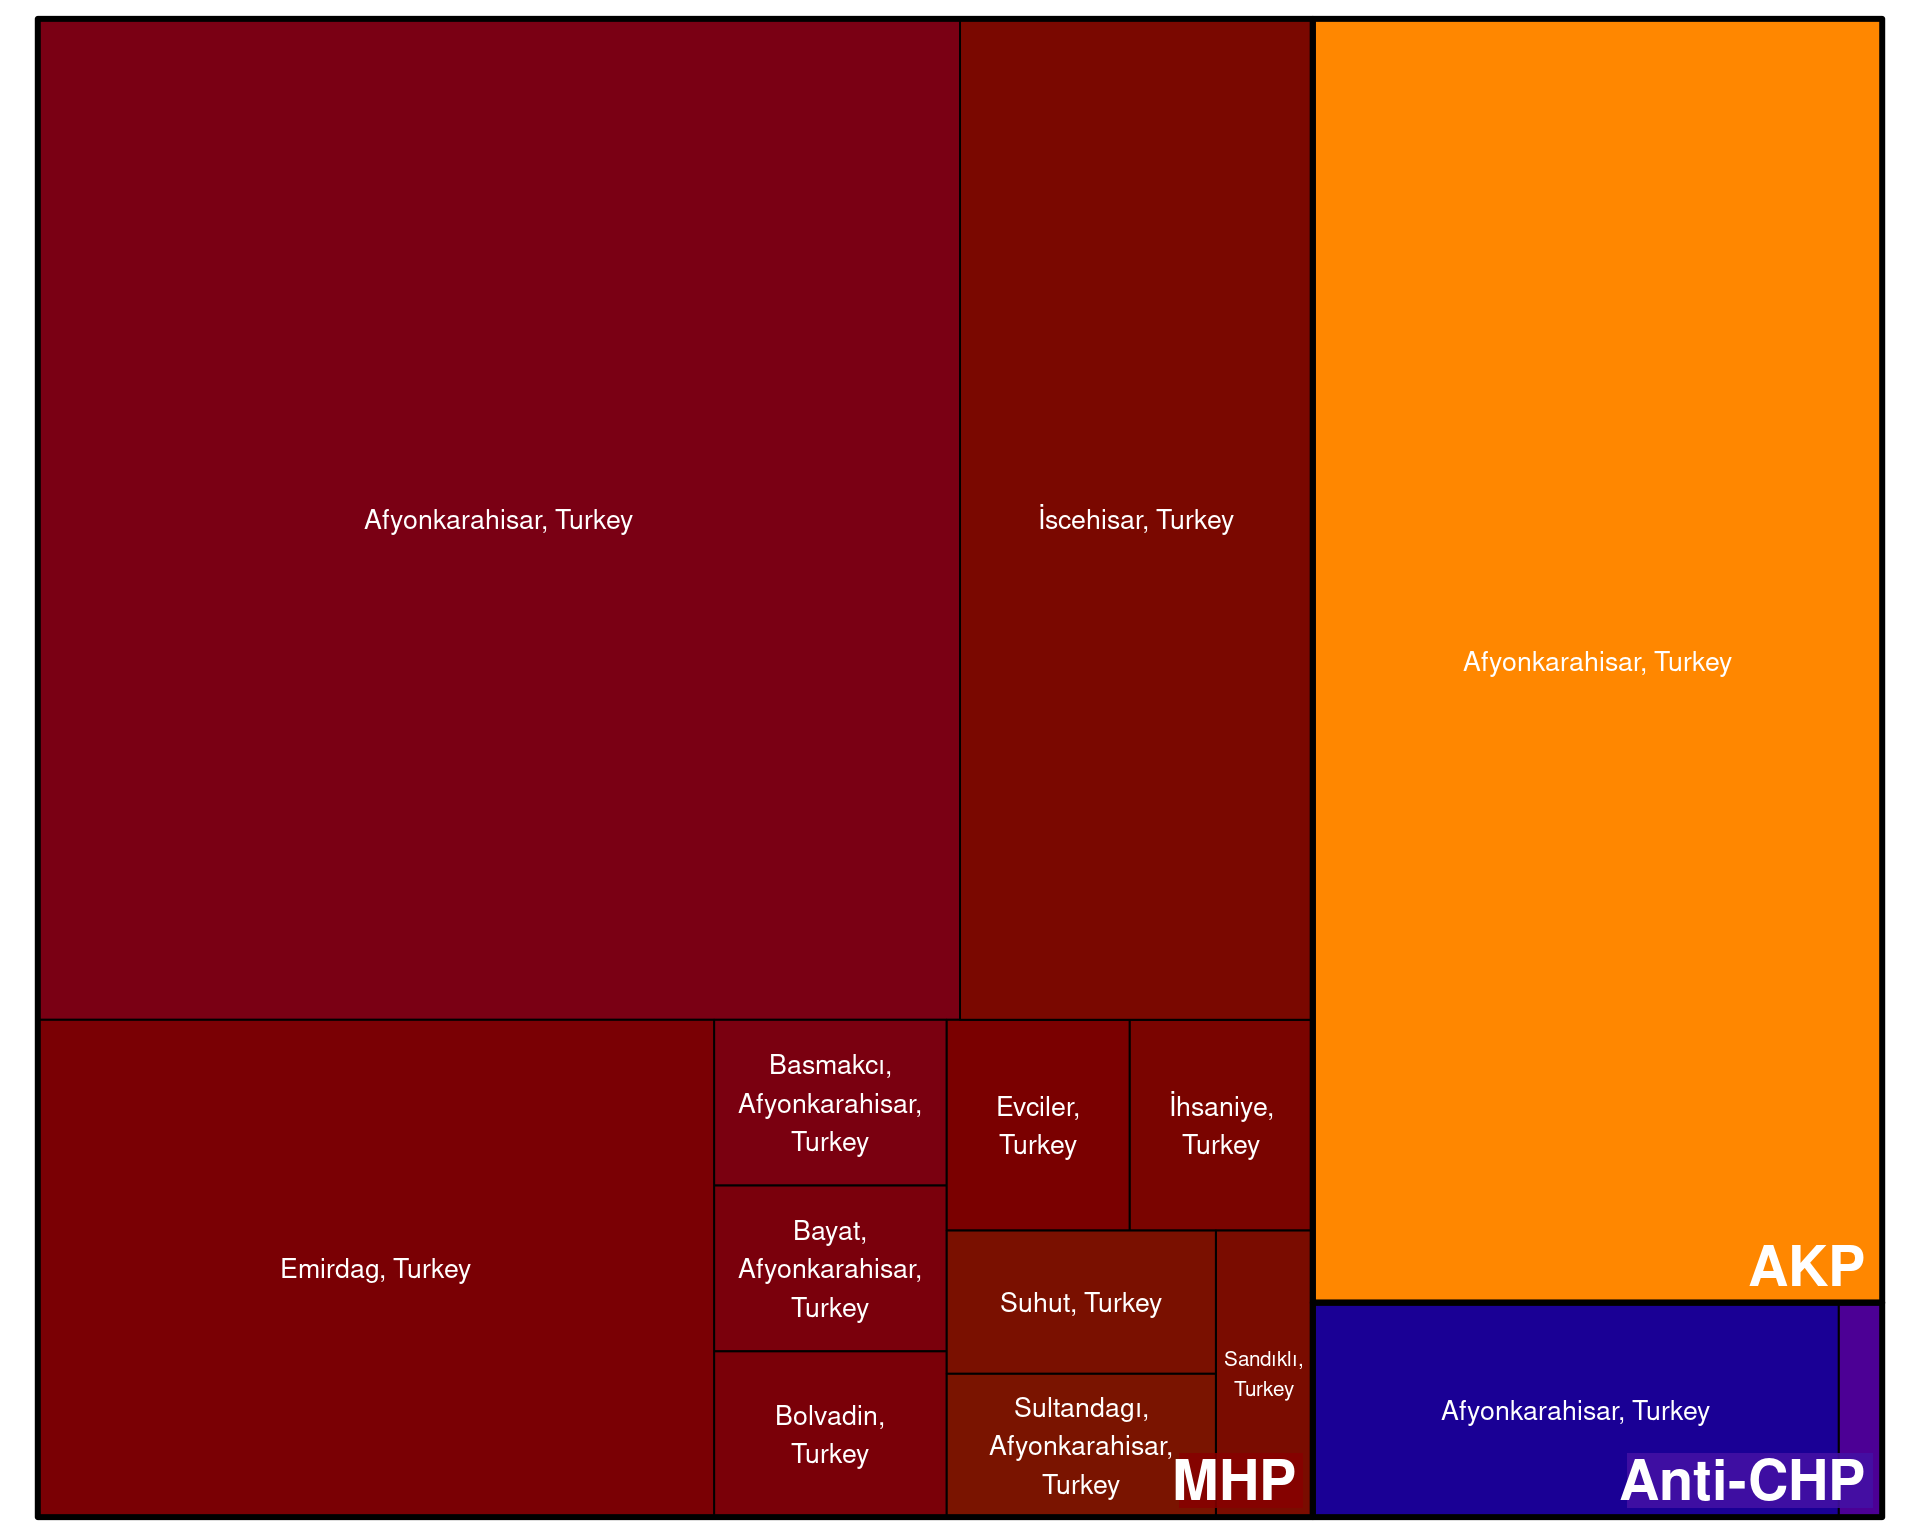 Afyonkarahisar, Turkey
İscehisar, Turkey
Afyonkarahisar, Turkey
Emirdag, Turkey
Basmakcı,
Afyonkarahisar,
Turkey
Bayat,
Afyonkarahisar,
Turkey
Bolvadin,
Turkey
Evciler,
Turkey
İhsaniye,
Turkey
Suhut, Turkey
Sultandagı,
Afyonkarahisar,
Turkey
Sandıklı,
Turkey
MHP
AKP
Afyonkarahisar, Turkey
Anti-CHP